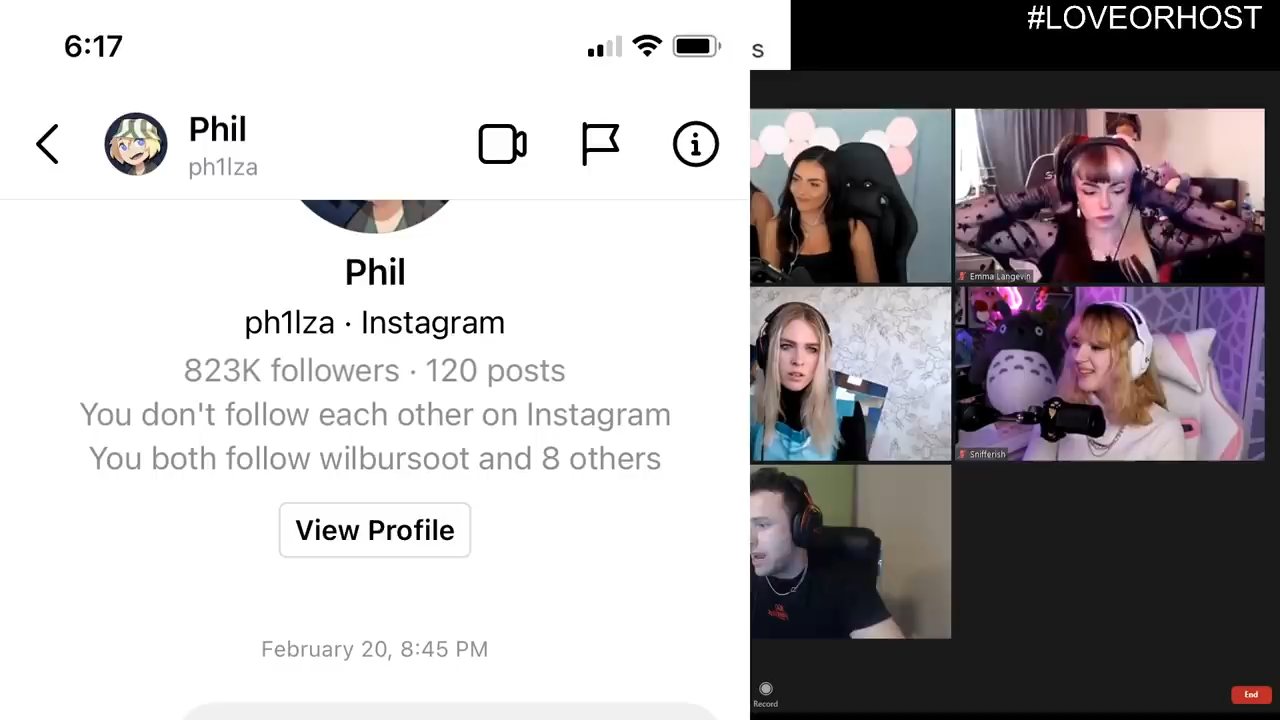 #LOVEORHOST
6:17
s
Phil
ph1lza
Phil
ph1lza · Instagram
823K followers · 120 posts
You don't follow each other on Instagram
You both follow wilbursoot and 8 others
View Profile
February 20, 8:45 PM
Emma Langevin
Snifferish
Record
End